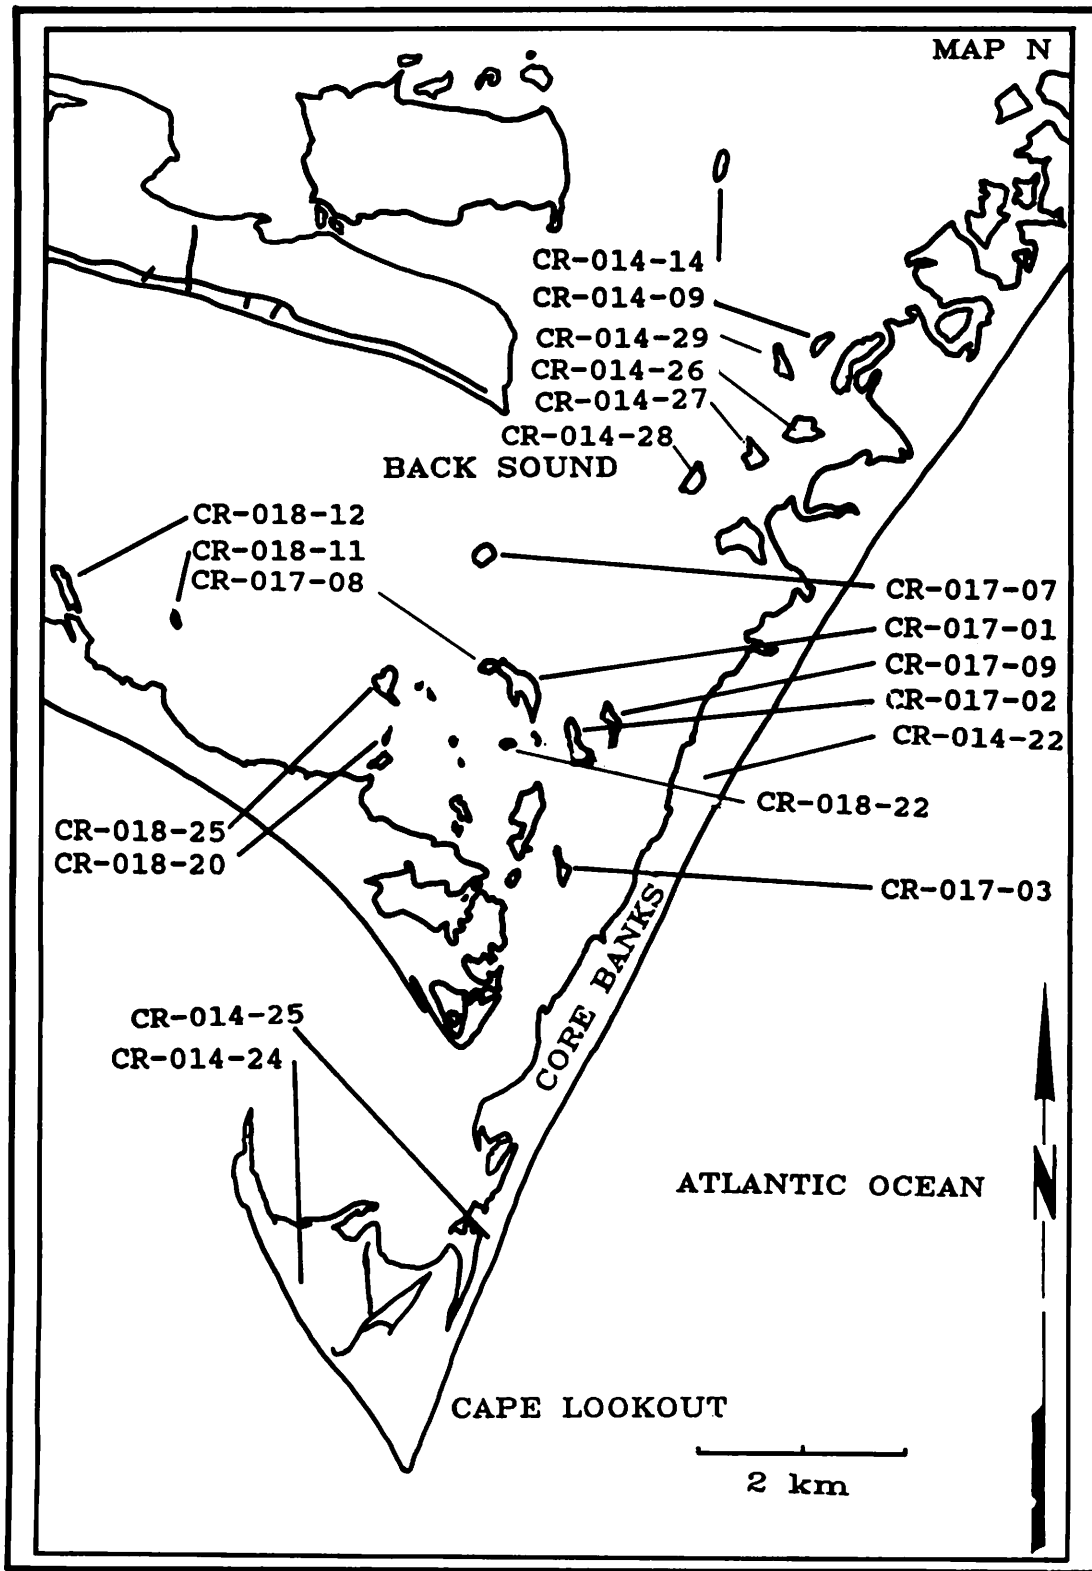 MAP N
CR-014-14
CR-014-09
CR-014-29
CR-014-26
CR-014-27
CR-014-28
BACK SOUND
CR-018-12
CR-018-11
CR-017-08
CR-017-07
CR-017-01
CR-017-09
CR-017-02
CR-014-22
CR-018-22
CR-018-25
CR-018-20
CR-017-03
CORE BANKS
CR-014-25
CR-014-24
N
ATLANTIC OCEAN
CAPE LOOKOUT
2 km